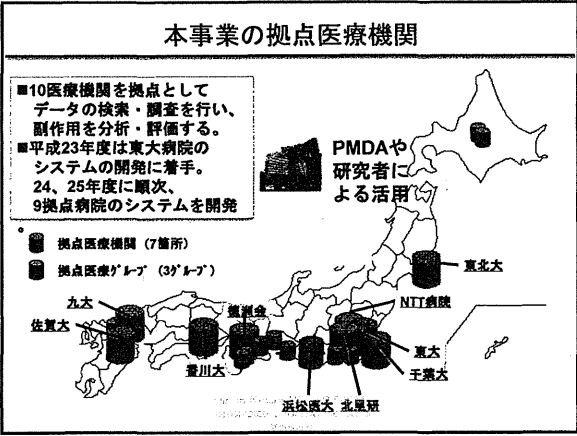 本事業の拠点医療機関
■10医療機関を拠点として
データの検索・調査を行い、
副作用を分析・評価する。
■平成23年度は東大病院の
システムの開発に着手。
24、25年度に順次、
9拠点病院のシステムを開発
。
PMDAや
研究者に
よる活用
拠点医療機関（7箇所）
拠点医療ｸﾞﾙｰﾌﾟ（3ｸﾞﾙｰﾌﾟ）
東北大
九大
徳洲会
NTT病院
佐賀大
東大
香川大
千葉大
浜松医大
北里研